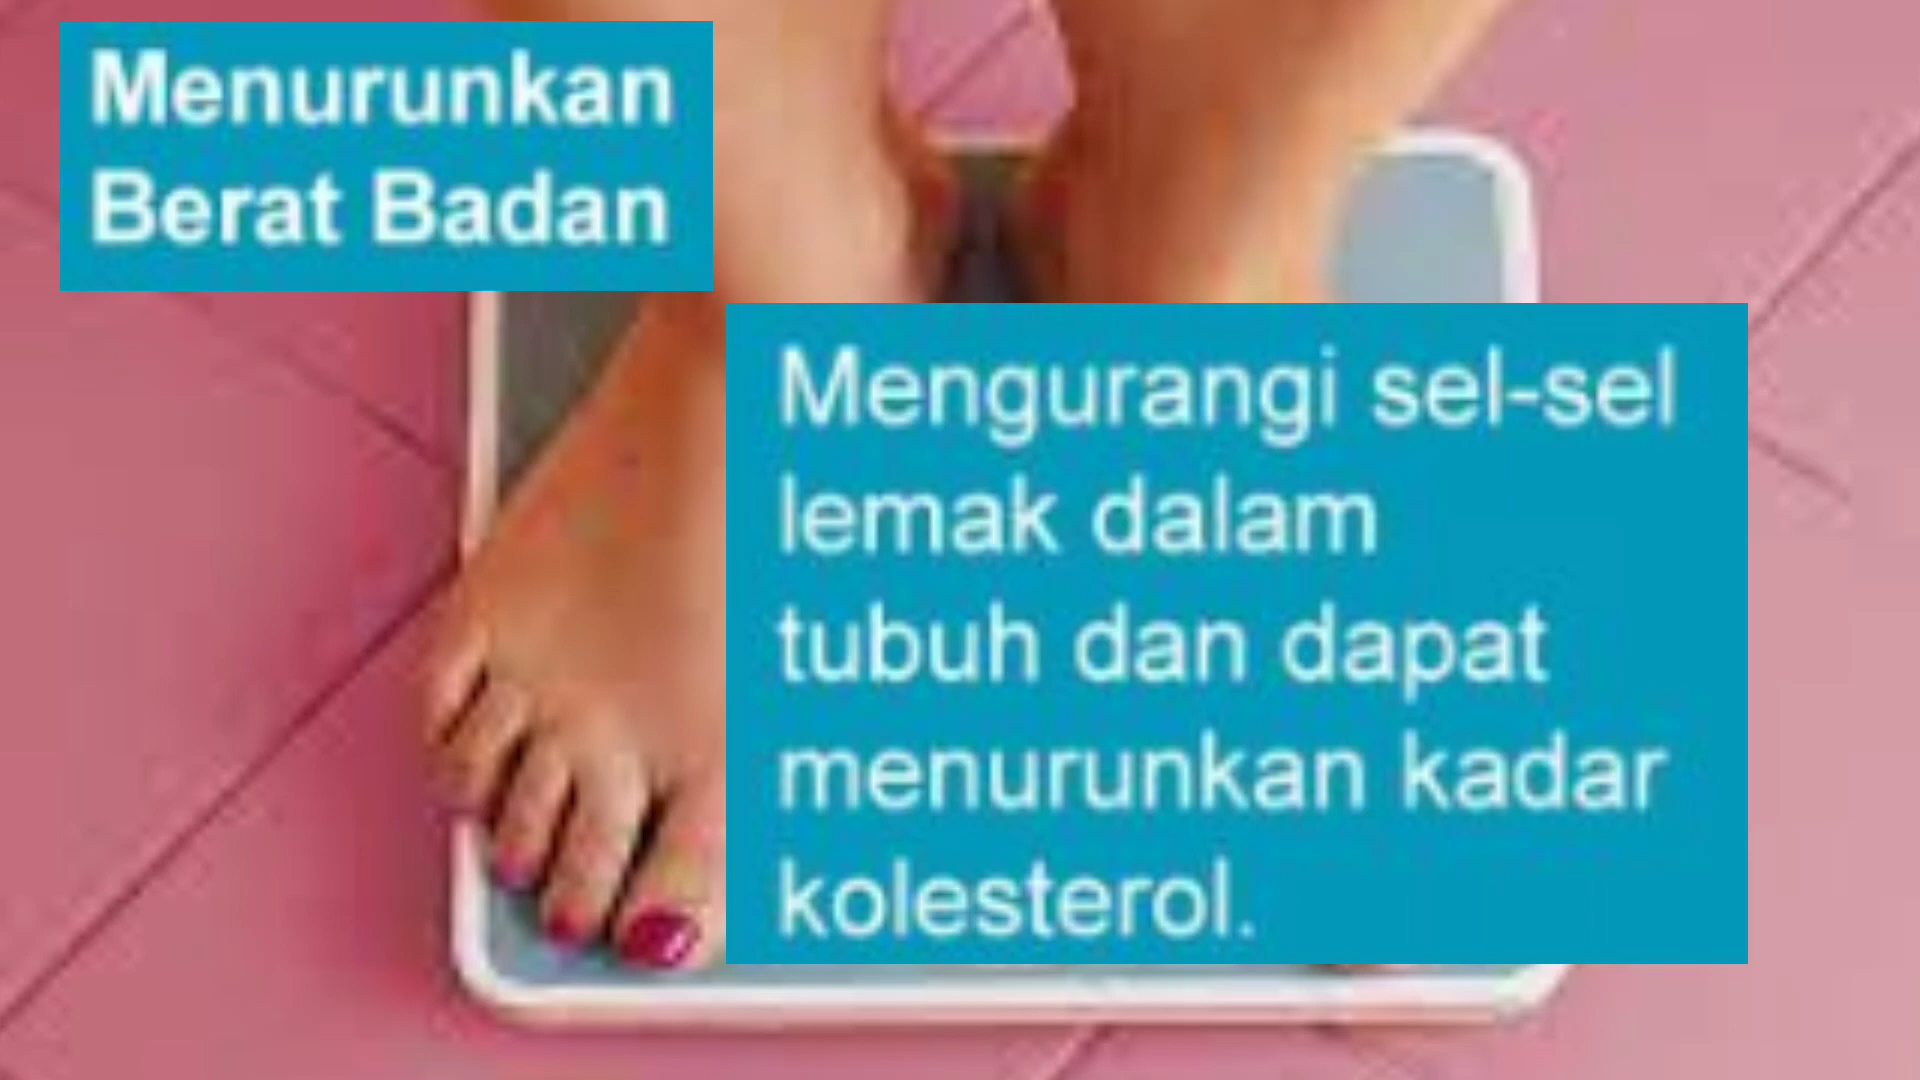 Menurunkan
Berat Badan
Mengurangi sel-sel
lemak dalam
tubuh dan dapat
menurunkan kadar
kolesterol.